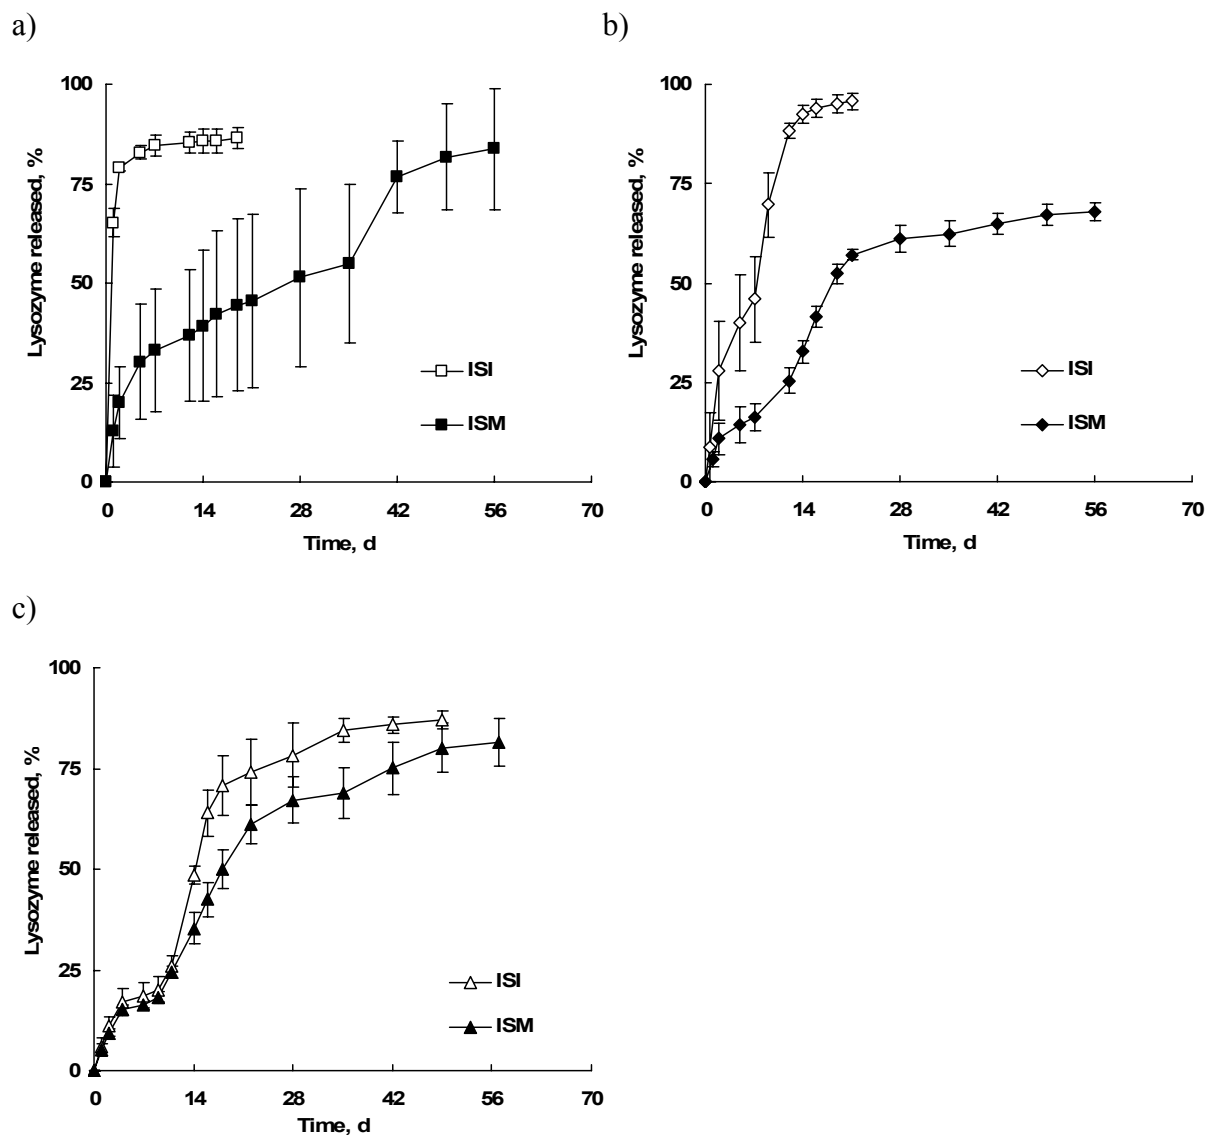 a)
100
75
50
25
0
Lysozyme released, %
ISI
ISM
0 14 28 42 56 70
Time, d
b)
100
75
50
25
0
Lysozyme released, %
ISI
ISM
0 14 28 42 56 70
Time, d
c)
100
75
50
25
0
Lysozyme released, %
ISI
ISM
0 14 28 42 56 70
Time, d